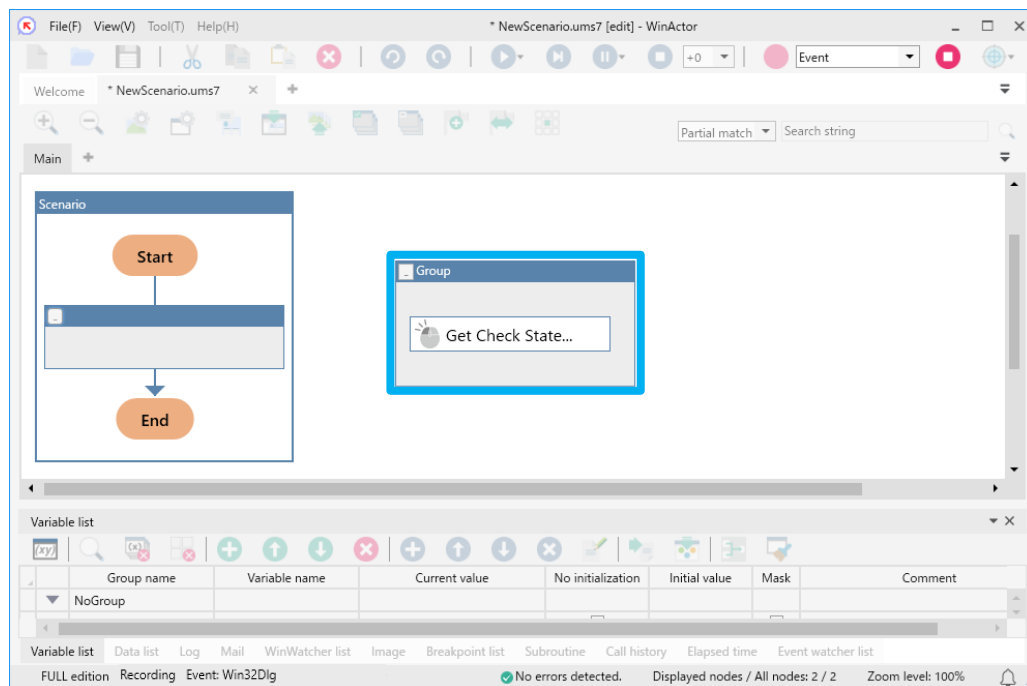 File(F) View(V) Tool(T) Help(H) * NewScenario.ums7 [edit] - WinActor
+0 Event
Welcome * NewScenario.ums7
Partial match Search string
Main
Scenario
Start
End
Group
Get Check State...
Variable list
(xy) (x)
Group name Variable name Current value No initialization Initial value Mask Comment
NoGroup
Variable list Data list Log Mail WinWatcher list Image Breakpoint list Subroutine Call history Elapsed time Event watcher list
FULL edition Recording Event: Win32Dlg No errors detected. Displayed nodes / All nodes: 2 / 2 Zoom level: 100%